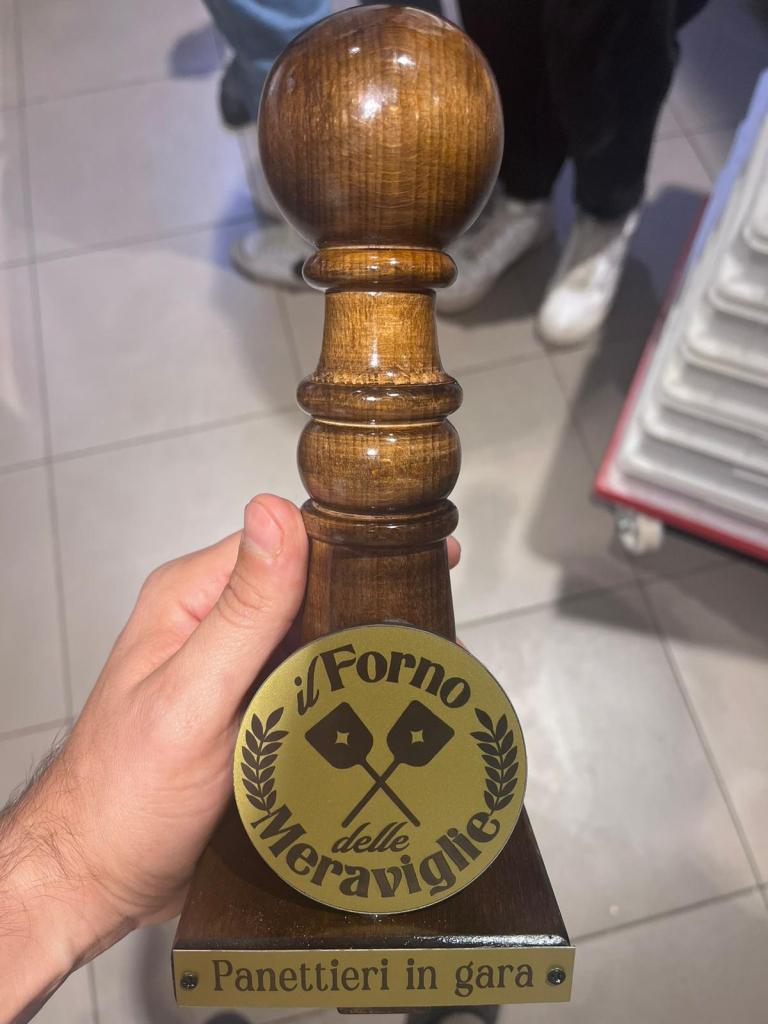 il Forno
delle
Meraviglie
Panettieri in gara